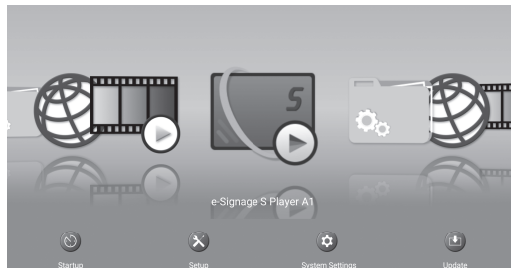 S
e-Signage S Player A1
Startup
Setup
System Settings
Update